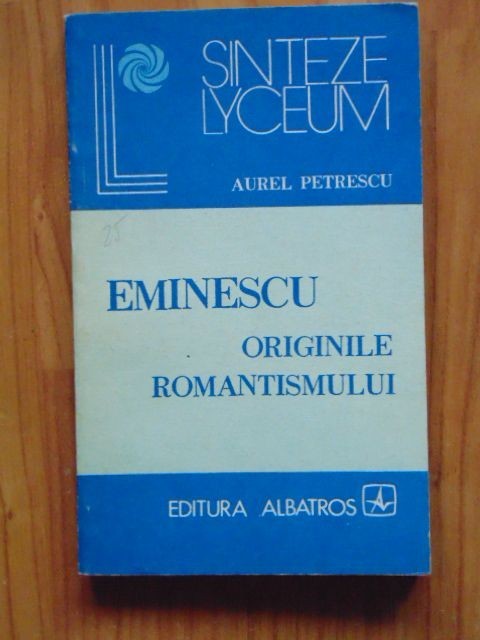 SINTEZE
LYCEUM
AUREL PETRESCU
25
EMINESCU
ORIGINILE
ROMANTISMULUI
EDITURA ALBATROS